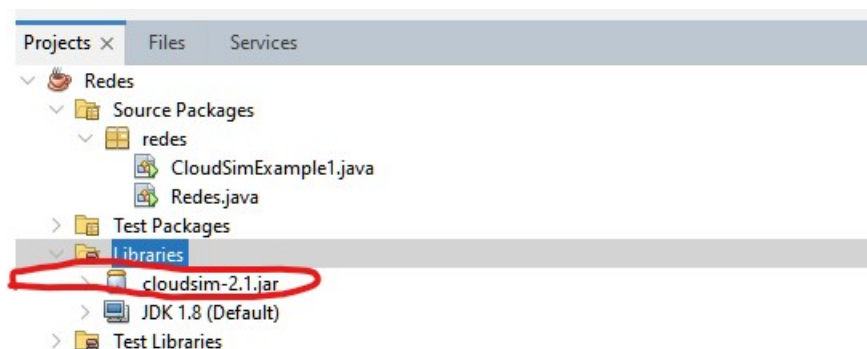 Projects × Files Services
Redes
Source Packages
redes
CloudSimExample1.java
Redes.java
Test Packages
Libraries
cloudsim-2.1.jar
JDK 1.8 (Default)
Test Libraries